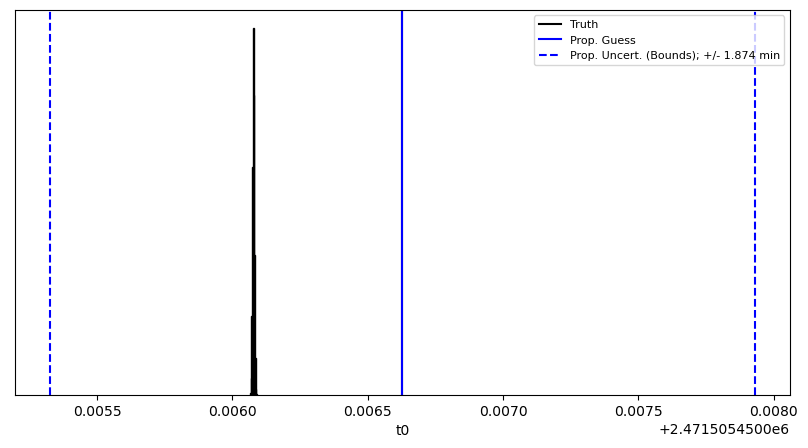 Truth
Prop. Guess
Prop. Uncert. (Bounds); +/- 1.874 min
0.0055 0.0060 0.0065 0.0070 0.0075 0.0080
t0
+2.4715054500e6